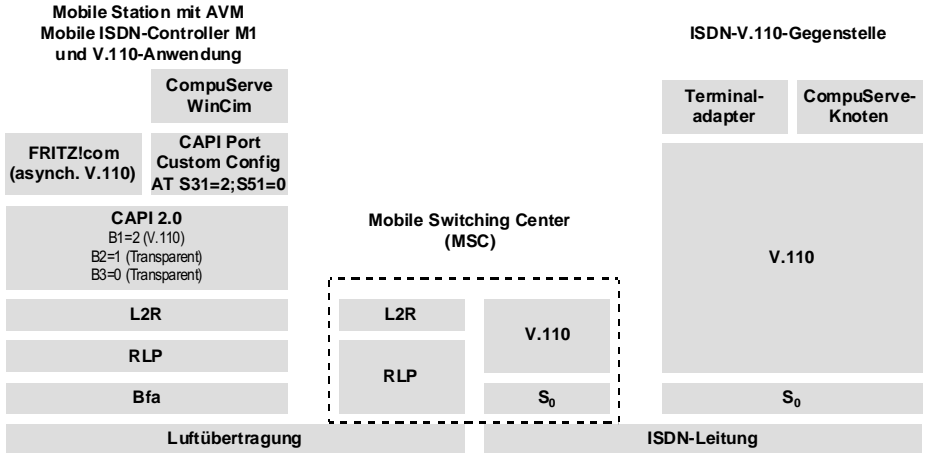 Mobile Station mit AVM
Mobile ISDN-Controller M1
und V.110-Anwendung
CompuServe
WinCim
FRITZ!com
(asynch. V.110)
CAPI Port
Custom Config
AT S31=2;S51=0
CAPI 2.0
B1=2 (V.110)
B2=1 (Transparent)
B3=0 (Transparent)
L2R
RLP
Bfa
Luftübertragung
Mobile Switching Center
(MSC)
L2R
RLP
V.110
S₀
ISDN-V.110-Gegenstelle
Terminal-
adapter
CompuServe-
Knoten
V.110
S₀
ISDN-Leitung